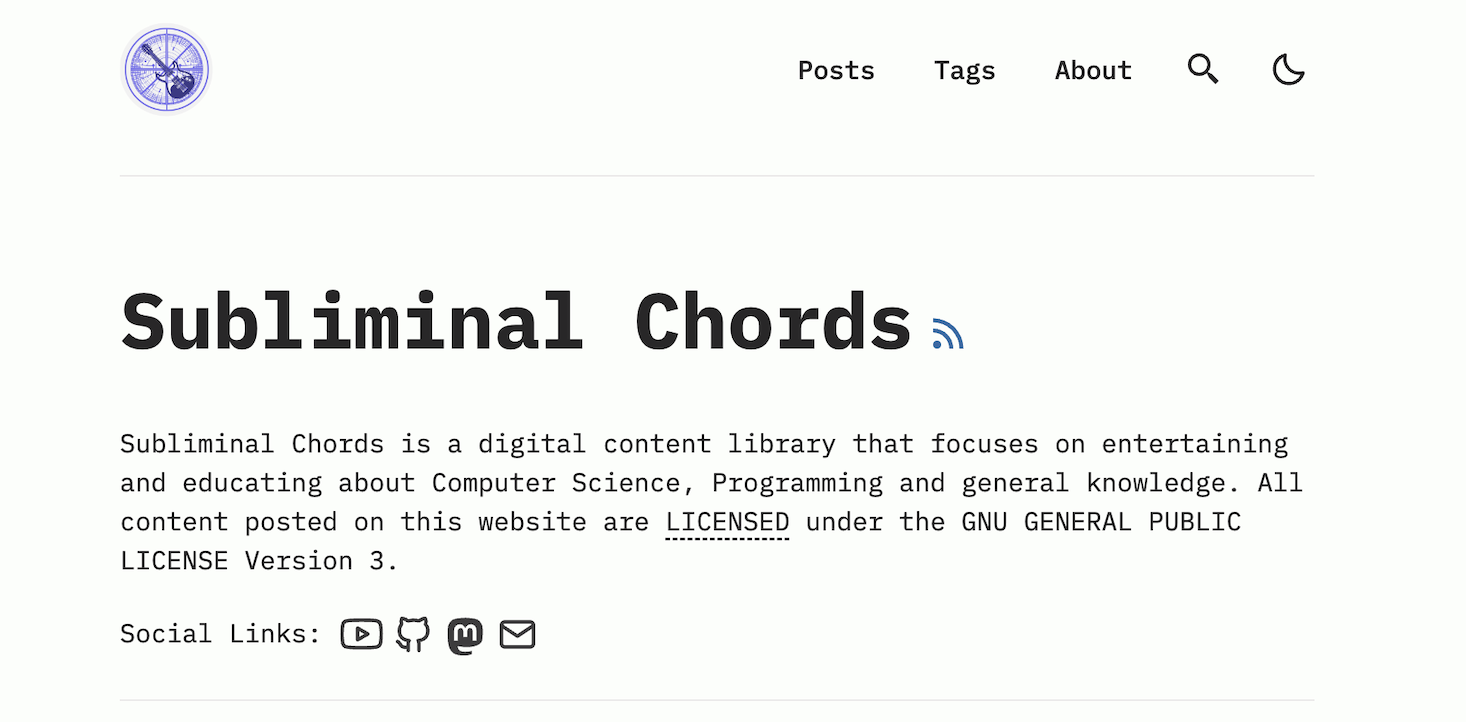 Posts Tags About
Subliminal Chords
Subliminal Chords is a digital content library that focuses on entertaining
and educating about Computer Science, Programming and general knowledge. All
content posted on this website are LICENSED under the GNU GENERAL PUBLIC
LICENSE Version 3.
Social Links: